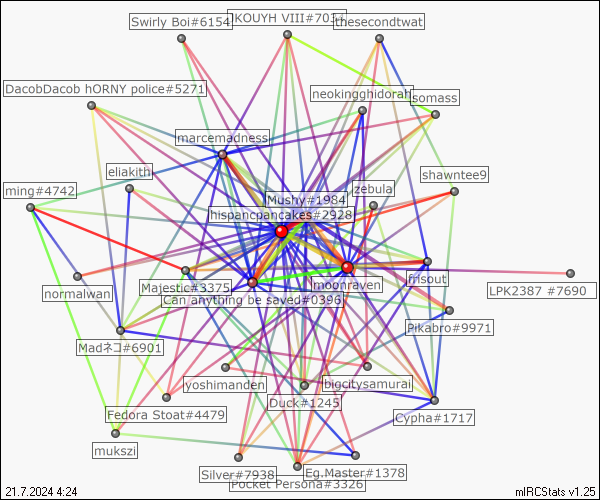 Swirly Boi#6154
IKOUYH VIII#7034
thesecondtwat
DacobDacob hORNY police#5271
neokingghidorah
somass
marcemadness
eliakith
shawntee9
ming#4742
zebula
Mushy#1984
hispancpancakes#2928
normalwan
Majestic#3375
moonraven
frisout
LPK2387 #7690
Can anything be saved#0396
Pikabro#9971
Madネコ#6901
yoshimanden
bigcitysamurai
Fedora Stoat#4479
Duck#1245
Cypha#1717
mukszi
Silver#7938
Eg.Master#1378
Pocket Persona#3326
21.7.2024 4:24
mIRCStats v1.25